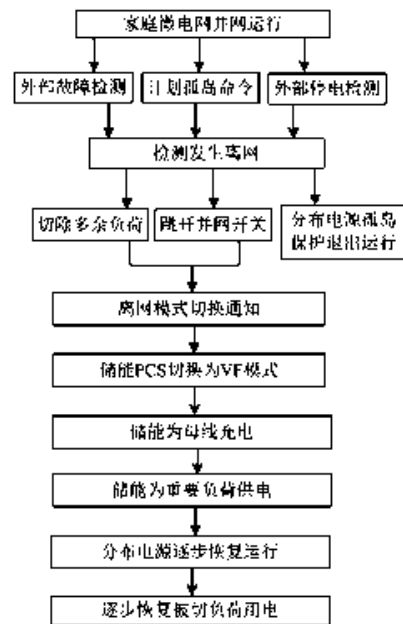 家庭微电网并网运行
外部故障检测
计划孤岛命令
外部停电检测
检测发生离网
切除多余负荷
跳开并网开关
分布电源孤岛
保护退出运行
离网模式切换通知
储能PCS切换为VF模式
储能为母线充电
储能为重要负荷供电
分布电源逐步恢复运行
逐步恢复被切负荷用电